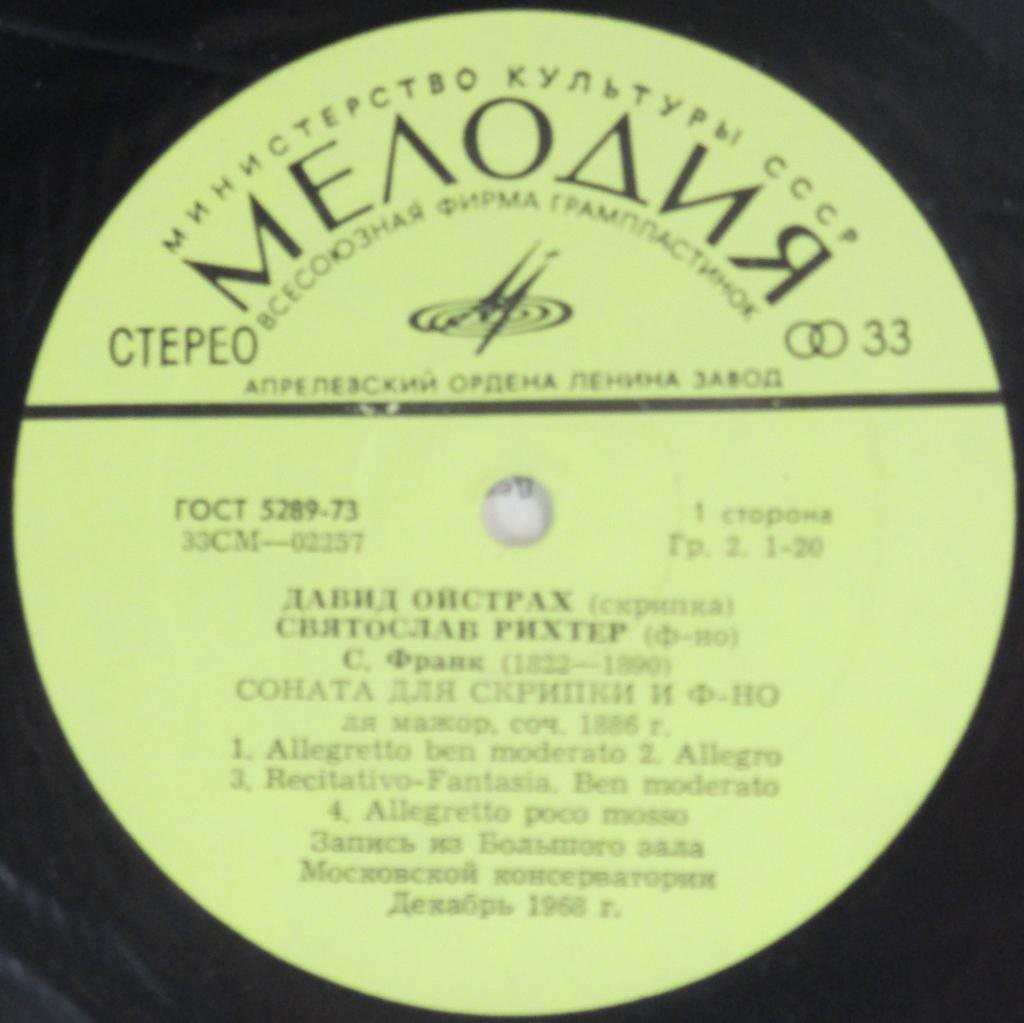 МИНИСТЕРСТВО КУЛЬТУРЫ СССР
МЕЛОДИЯ
ВСЕСОЮЗНАЯ ФИРМА ГРАМПЛАСТИНОК
СТЕРЕО
33
АПРЕЛЕВСКИЙ ОРДЕНА ЛЕНИНА ЗАВОД
ГОСТ 5289-73
33СМ—02257
1 сторона
Гр. 2. 1-20
ДАВИД ОЙСТРАХ (скрипка)
СВЯТОСЛАВ РИХТЕР (ф-но)
С. Франк (1822—1890)
СОНАТА ДЛЯ СКРИПКИ И Ф-НО
ля мажор, соч. 1886 г.
1. Allegretto ben moderato 2. Allegro
3. Recitativo-Fantasia. Ben moderato
4. Allegretto poco mosso
Запись из Большого зала
Московской консерватории
Декабрь 1968 г.